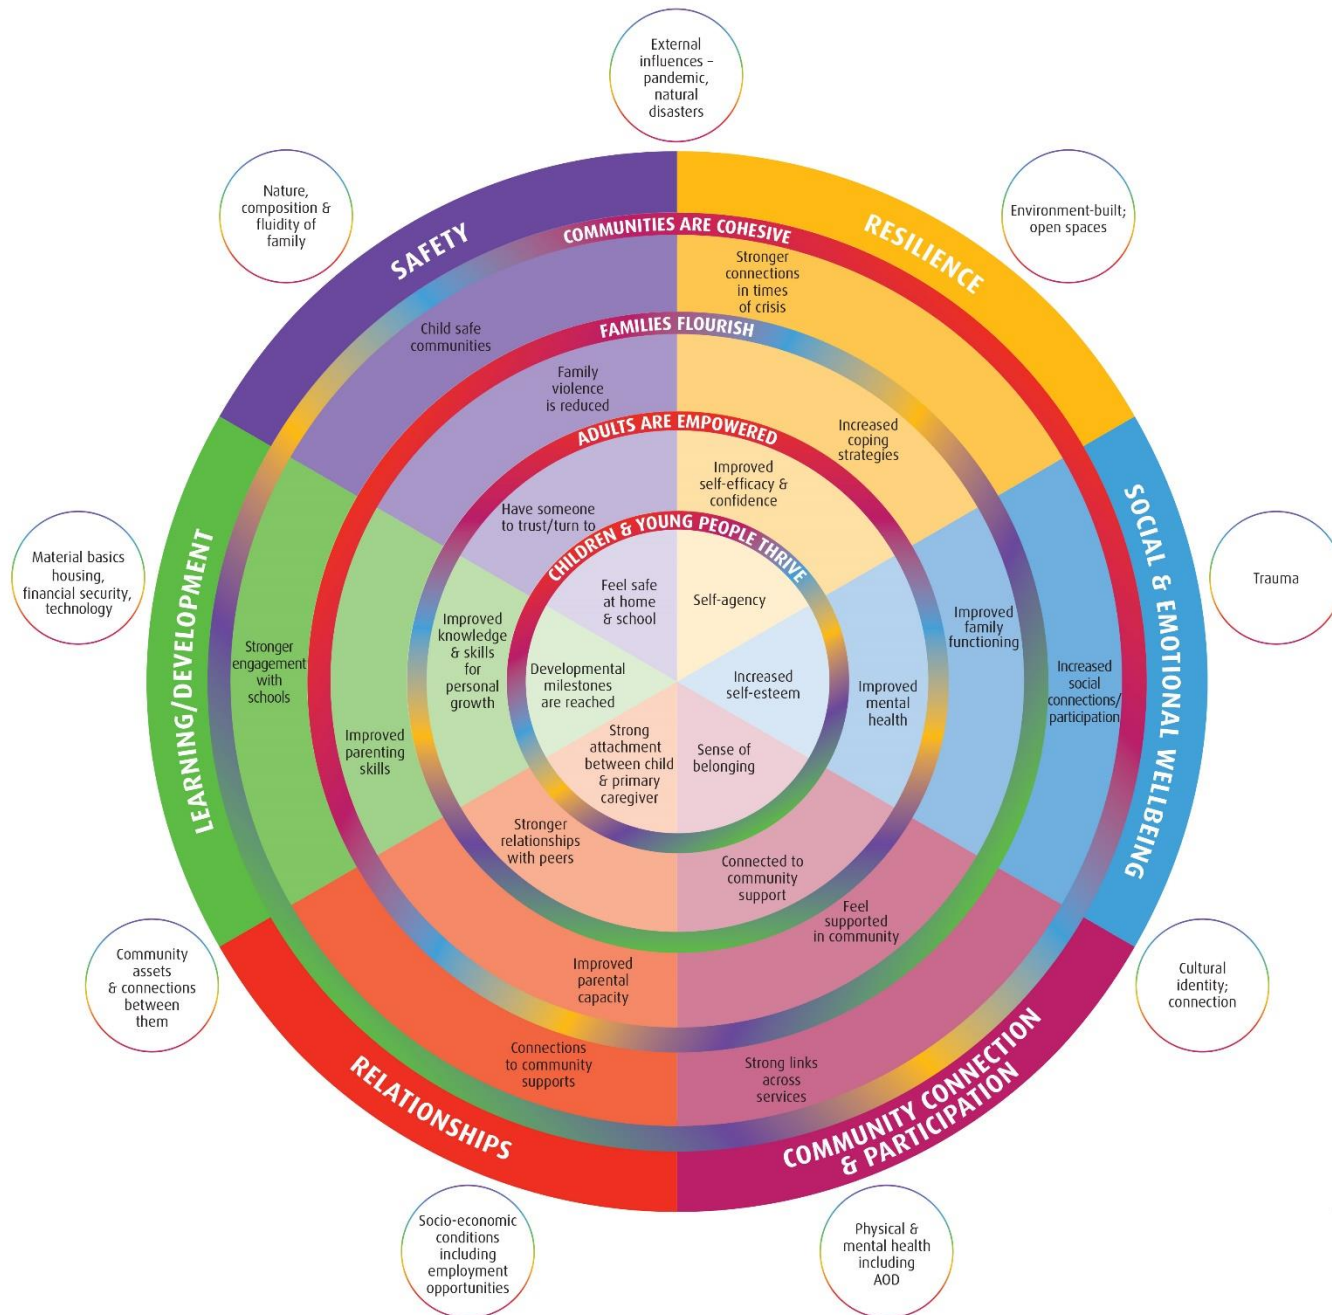 External
influences –
pandemic,
natural
disasters
Nature,
composition &
fluidity of
family
Environment-built;
open spaces
SAFETY
RESILIENCE
COMMUNITIES ARE COHESIVE
Stronger
connections
in times
of crisis
Child safe
communities
FAMILIES FLOURISH
Family
violence
is reduced
Increased
coping
strategies
ADULTS ARE EMPOWERED
Improved
self-efficacy &
confidence
Have someone
to trust/turn to
CHILDREN & YOUNG PEOPLE THRIVE
Feel safe
at home
& school
Self-agency
Material basics
housing,
financial security,
technology
Trauma
LEARNING/DEVELOPMENT
SOCIAL & EMOTIONAL WELLBEING
Stronger
engagement
with
schools
Improved
knowledge
& skills
for
personal
growth
Developmental
milestones
are reached
Increased
self-esteem
Improved
mental
health
Improved
family
functioning
Increased
social
connections/
participation
Improved
parenting
skills
Strong
attachment
between child
& primary
caregiver
Sense of
belonging
Stronger
relationships
with peers
Connected to
community
support
Feel
supported
in community
Improved
parental
capacity
Connections
to community
supports
Strong links
across
services
Community
assets
& connections
between
them
Cultural
identity;
connection
RELATIONSHIPS
COMMUNITY CONNECTION
& PARTICIPATION
Socio-economic
conditions
including
employment
opportunities
Physical &
mental health
including
AOD